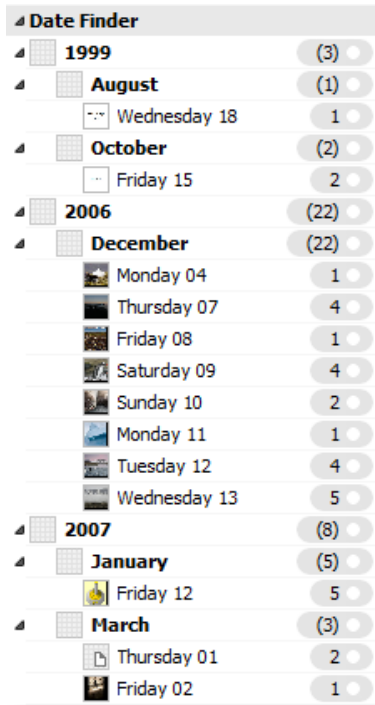 Date Finder
1999 (3)
August (1)
Wednesday 18 1
October (2)
Friday 15 2
2006 (22)
December (22)
Monday 04 1
Thursday 07 4
Friday 08 1
Saturday 09 4
Sunday 10 2
Monday 11 1
Tuesday 12 4
Wednesday 13 5
2007 (8)
January (5)
Friday 12 5
March (3)
Thursday 01 2
Friday 02 1